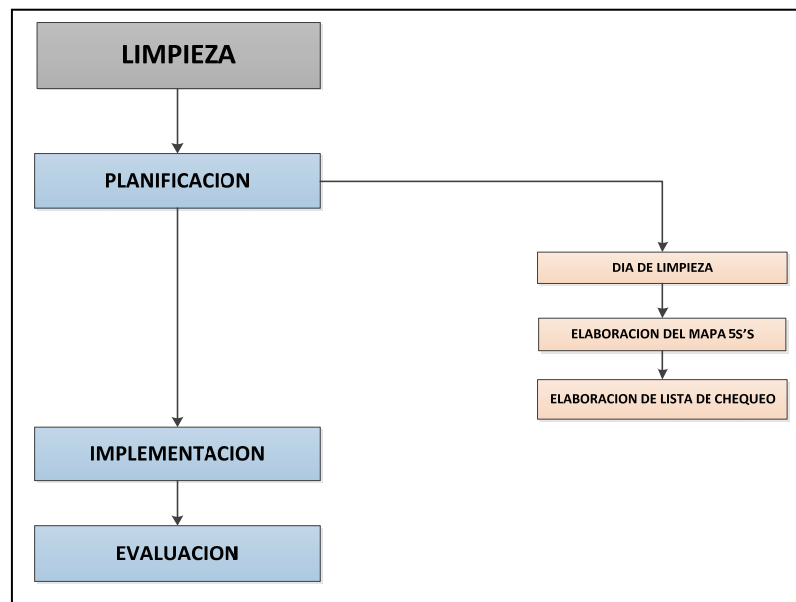 LIMPIEZA
PLANIFICACION
DIA DE LIMPIEZA
ELABORACION DEL MAPA 5S'S
ELABORACION DE LISTA DE CHEQUEO
IMPLEMENTACION
EVALUACION